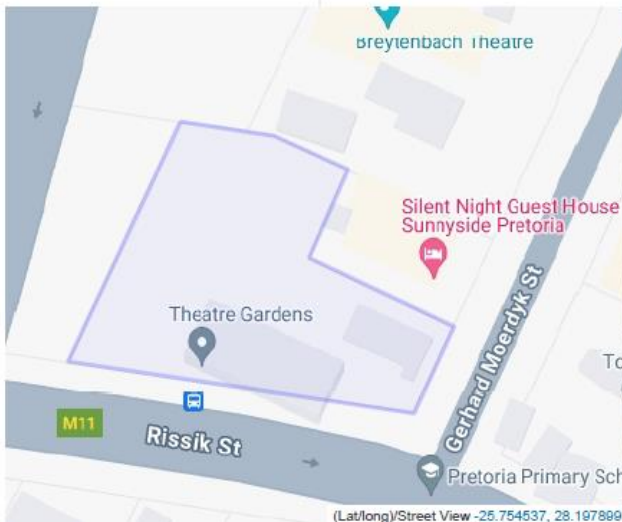 Breytenbach Theatre
Silent Night Guest House
Sunnyside Pretoria
Theatre Gardens
Gerhard Moerdyk St
To
M11
Rissik St
Pretoria Primary Sch
(Lat/long)/Street View -25.754537, 28.197899